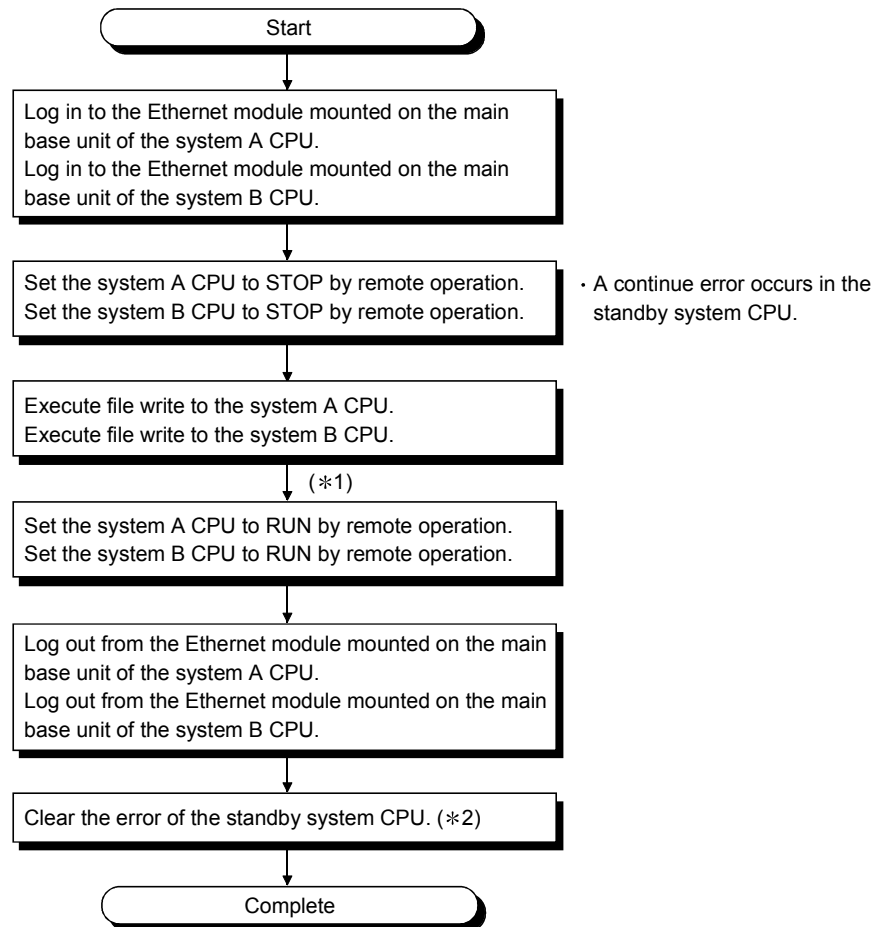 Start
Log in to the Ethernet module mounted on the main
base unit of the system A CPU.
Log in to the Ethernet module mounted on the main
base unit of the system B CPU.
Set the system A CPU to STOP by remote operation.
Set the system B CPU to STOP by remote operation.
· A continue error occurs in the
standby system CPU.
Execute file write to the system A CPU.
Execute file write to the system B CPU.
(*1)
Set the system A CPU to RUN by remote operation.
Set the system B CPU to RUN by remote operation.
Log out from the Ethernet module mounted on the main
base unit of the system A CPU.
Log out from the Ethernet module mounted on the main
base unit of the system B CPU.
Clear the error of the standby system CPU. (*2)
Complete